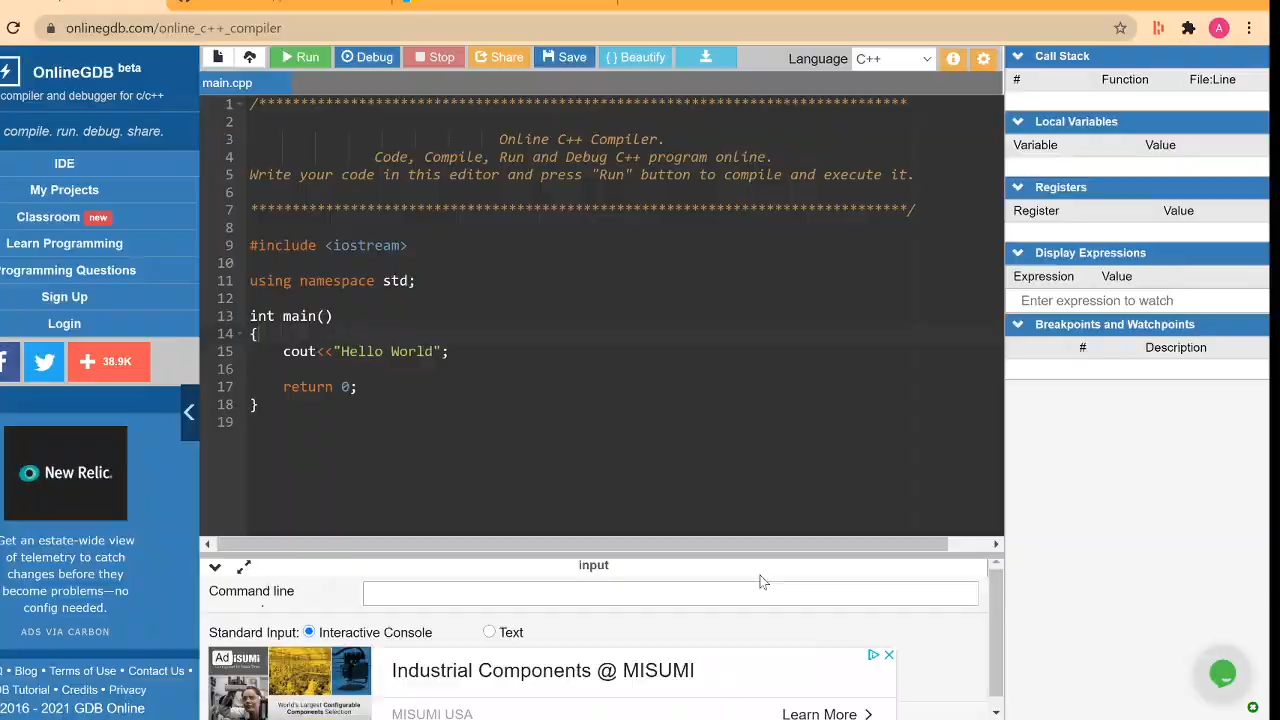 onlinegdb.com/online_c++_compiler
A
OnlineGDB beta
compiler and debugger for c/c++
compile. run. debug. share.
IDE
My Projects
Classroom new
Learn Programming
Programming Questions
Sign Up
Login
f
+ 38.9K
New Relic.
Get an estate-wide view
of telemetry to catch
changes before they
become problems—no
config needed.
ADS VIA CARBON
• Blog • Terms of Use • Contact Us •
GDB Tutorial • Credits • Privacy
2016 - 2021 GDB Online
Run
Debug
Stop
Share
Save
{ } Beautify
Language C++
main.cpp
1 /*******************************************************************************
2
3 Online C++ Compiler.
4 Code, Compile, Run and Debug C++ program online.
5 Write your code in this editor and press "Run" button to compile and execute it.
6
7 *******************************************************************************/
8
9 #include <iostream>
10
11 using namespace std;
12
13 int main()
14 {
15 cout<<"Hello World";
16
17 return 0;
18 }
19
input
Command line
Standard Input: Interactive Console Text
Ad
MiSUMi
World's Largest Configurable
Components Selection
Industrial Components @ MISUMI
MISUMI USA
Learn More
Call Stack
# Function File:Line
Local Variables
Variable Value
Registers
Register Value
Display Expressions
Expression Value
Enter expression to watch
Breakpoints and Watchpoints
# Description